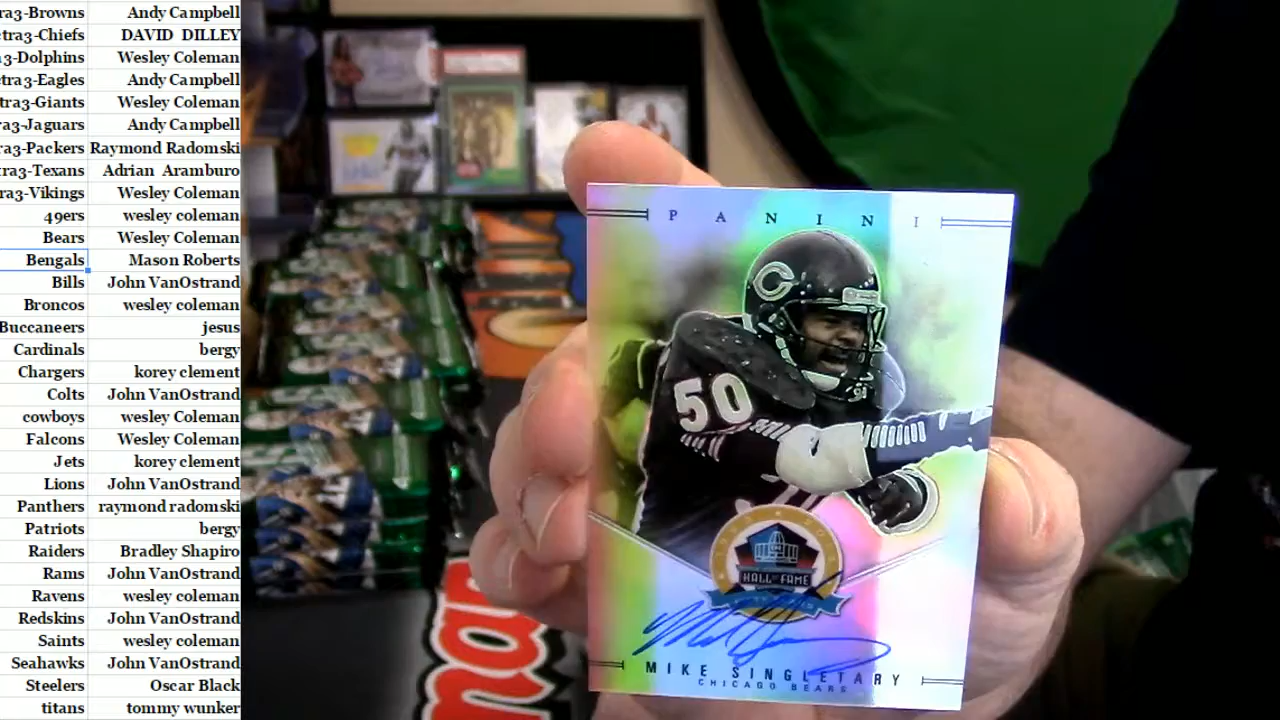 ra3-Browns Andy Campbell
tra3-Chiefs DAVID DILLEY
3-Dolphins Wesley Coleman
ctra3-Eagles Andy Campbell
tra3-Giants Wesley Coleman
ra3-Jaguars Andy Campbell
ra3-Packers Raymond Radomski
tra3-Texans Adrian Aramburo
tra3-Vikings Wesley Coleman
49ers wesley coleman
Bears Wesley Coleman
Bengals Mason Roberts
Bills John VanOstrand
Broncos wesley coleman
Buccaneers jesus
Cardinals bergy
Chargers korey clement
Colts John VanOstrand
cowboys wesley Coleman
Falcons Wesley Coleman
Jets korey clement
Lions John VanOstrand
Panthers raymond radomski
Patriots bergy
Raiders Bradley Shapiro
Rams John VanOstrand
Ravens wesley coleman
Redskins John VanOstrand
Saints wesley coleman
Seahawks John VanOstrand
Steelers Oscar Black
titans tommy wunker
PANINI
C
50
HALL OF FAME
MIKE SINGLETARY
CHICAGO BEARS